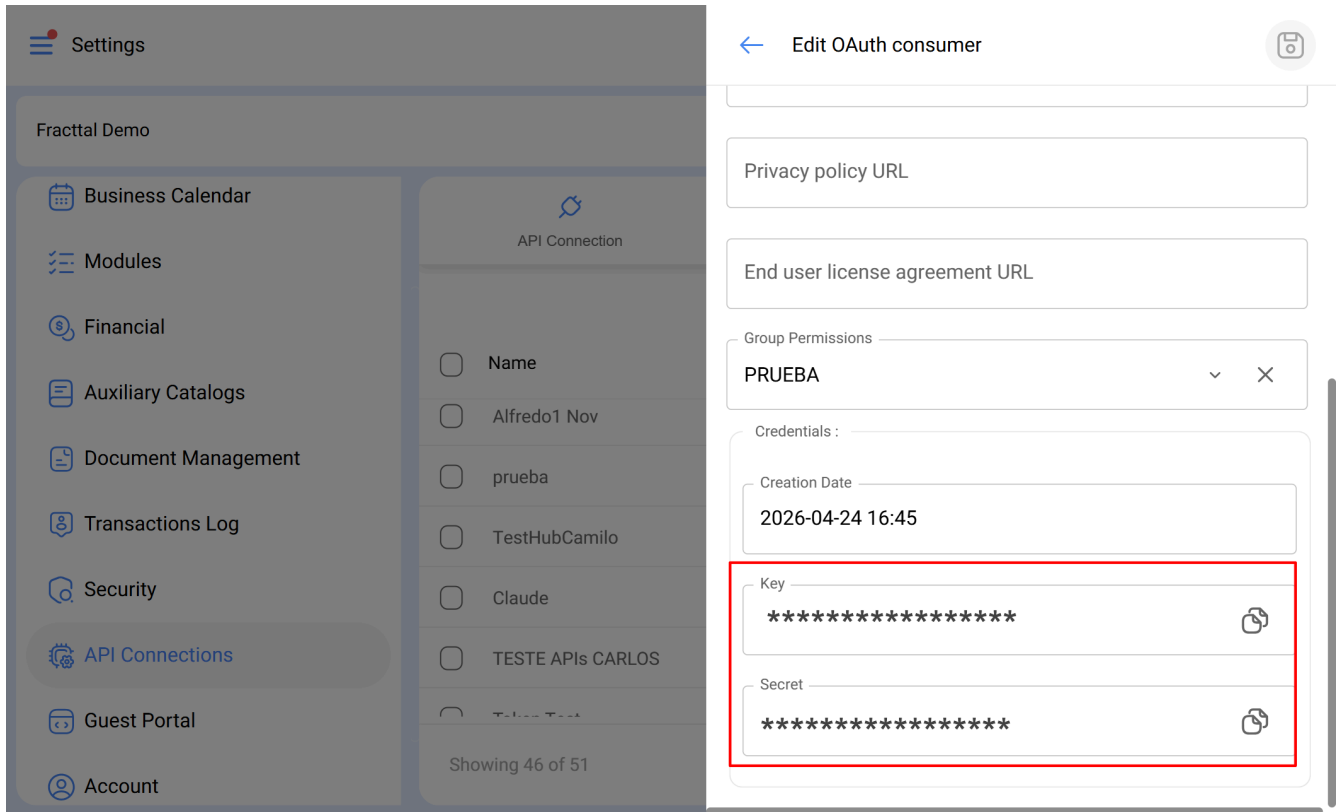 Settings
Fracttal Demo
Business Calendar
Modules
Financial
Auxiliary Catalogs
Document Management
Transactions Log
Security
API Connections
Guest Portal
Account
API Connection
Name
Alfredo1 Nov
prueba
TestHubCamilo
Claude
TESTE APIs CARLOS
Token Test
Showing 46 of 51
Edit OAuth consumer
Privacy policy URL
End user license agreement URL
Group Permissions
PRUEBA
Credentials :
Creation Date
2026-04-24 16:45
Key
*****************
Secret
*****************